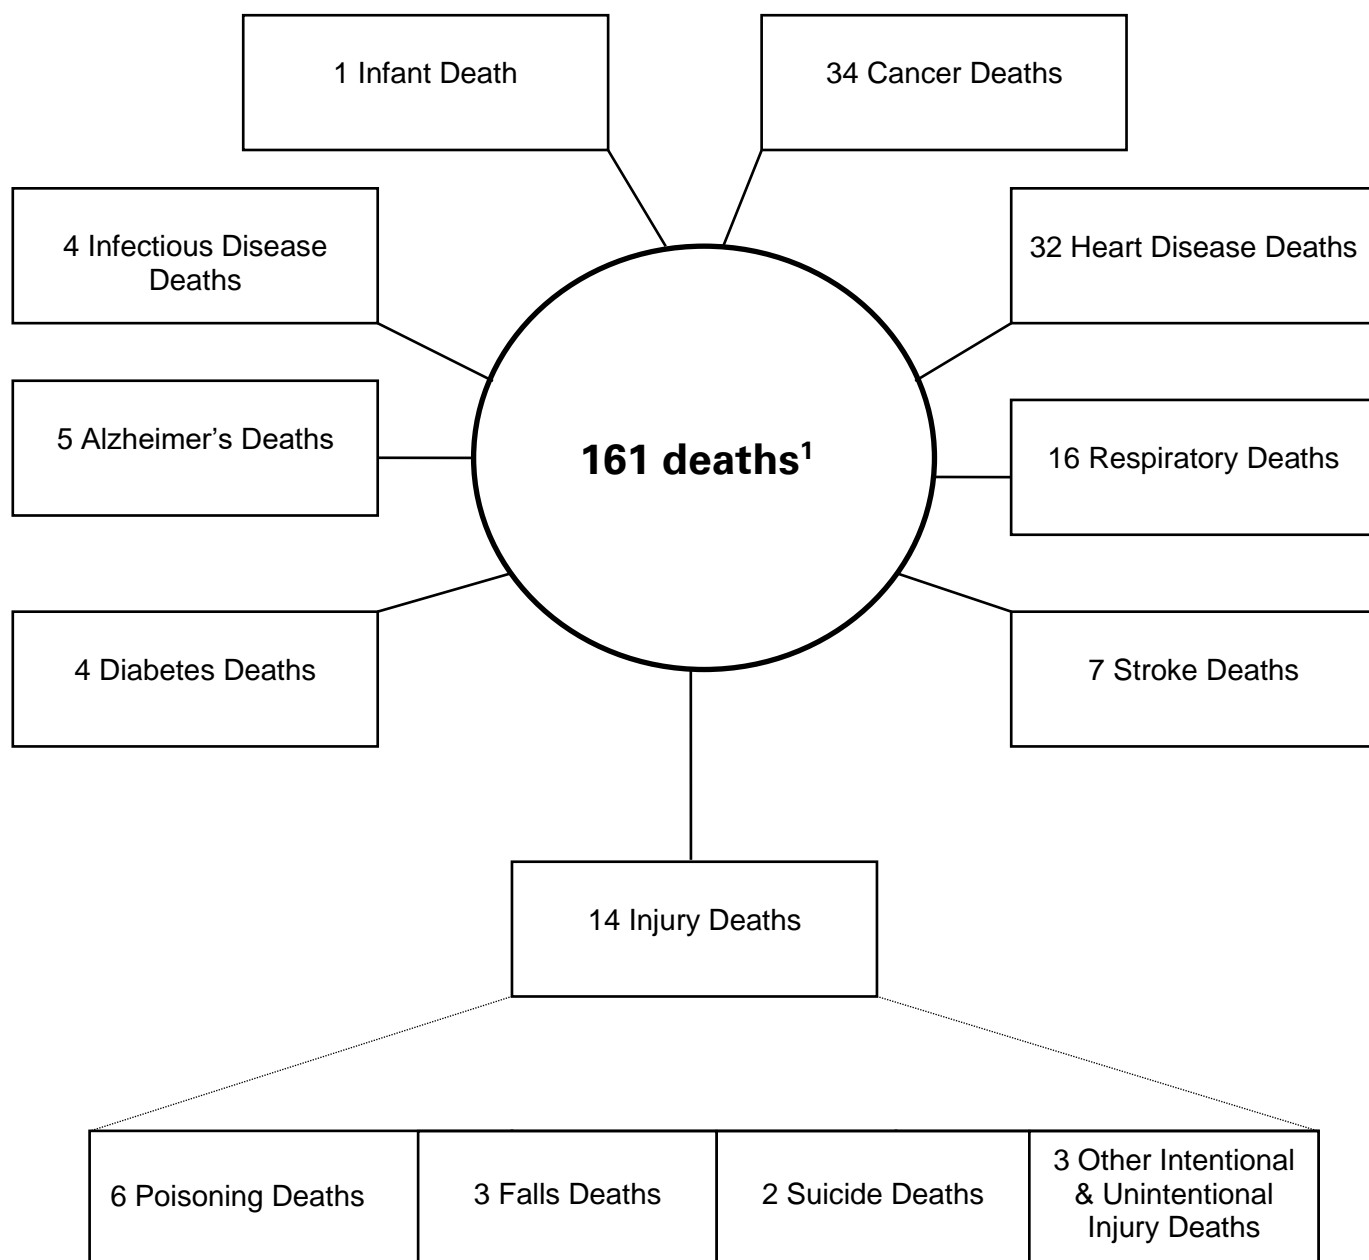 1 Infant Death
34 Cancer Deaths
4 Infectious Disease
Deaths
32 Heart Disease Deaths
5 Alzheimer’s Deaths
161 deaths¹
16 Respiratory Deaths
4 Diabetes Deaths
7 Stroke Deaths
14 Injury Deaths
6 Poisoning Deaths
3 Falls Deaths
2 Suicide Deaths
3 Other Intentional
& Unintentional
Injury Deaths